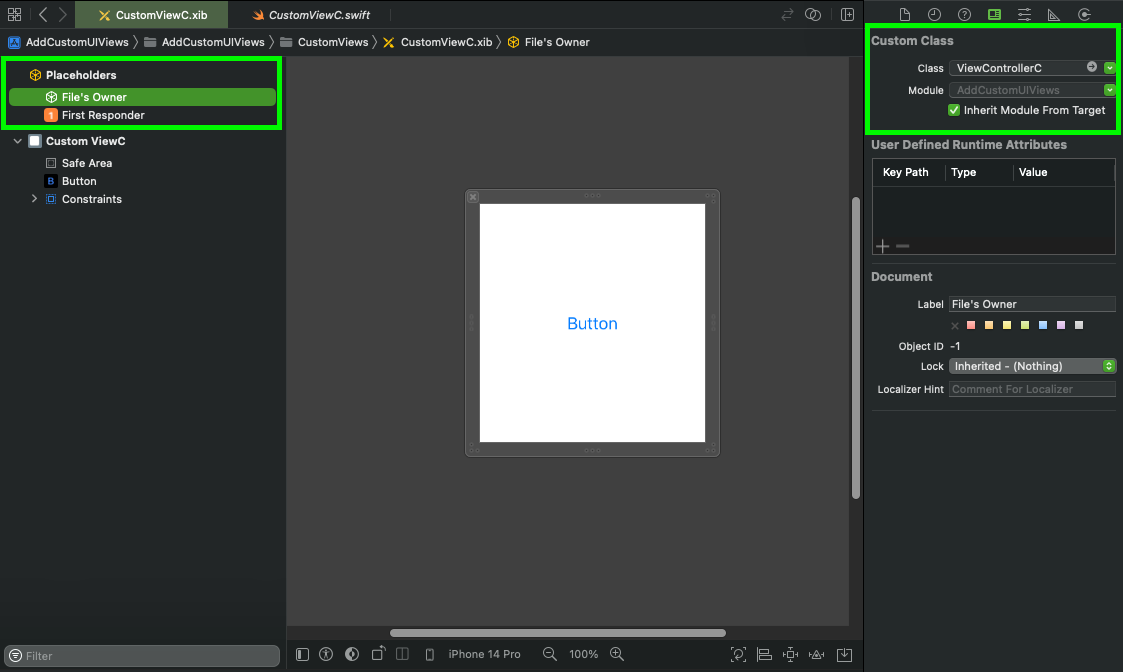 CustomViewC.xib
CustomViewC.swift
AddCustomUIViews
AddCustomUIViews
CustomViews
CustomViewC.xib
File's Owner
Placeholders
File's Owner
1
First Responder
Custom ViewC
Safe Area
B
Button
Constraints
Button
Custom Class
Class
ViewControllerC
Module
AddCustomUIViews
Inherit Module From Target
User Defined Runtime Attributes
Key Path
Type
Value
Document
Label
File's Owner
Object ID
-1
Lock
Inherited - (Nothing)
Localizer Hint
Comment For Localizer
Filter
iPhone 14 Pro
100%